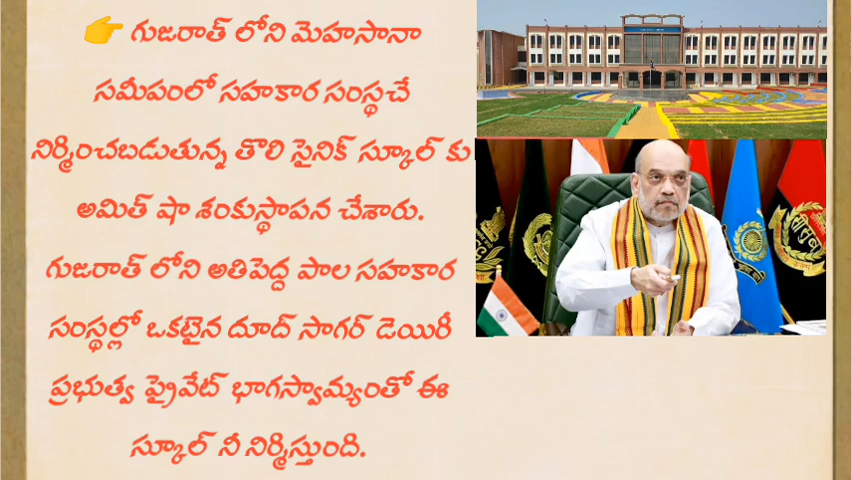 👉 గుజరాత్ లోని మెహసానా
సమీపంలో సహకార సంస్థచే
నిర్మించబడుతున్న తొలి సైనిక్ స్కూల్ కు
అమిత్ షా శంకుస్థాపన చేశారు.
గుజరాత్ లోని అతిపెద్ద పాల సహకార
సంస్థల్లో ఒకటైన దూద్ సాగర్ డెయిరీ
ప్రభుత్వ ప్రైవేట్ భాగస్వామ్యంతో ఈ
స్కూల్ నీ నిర్మిస్తుంది.